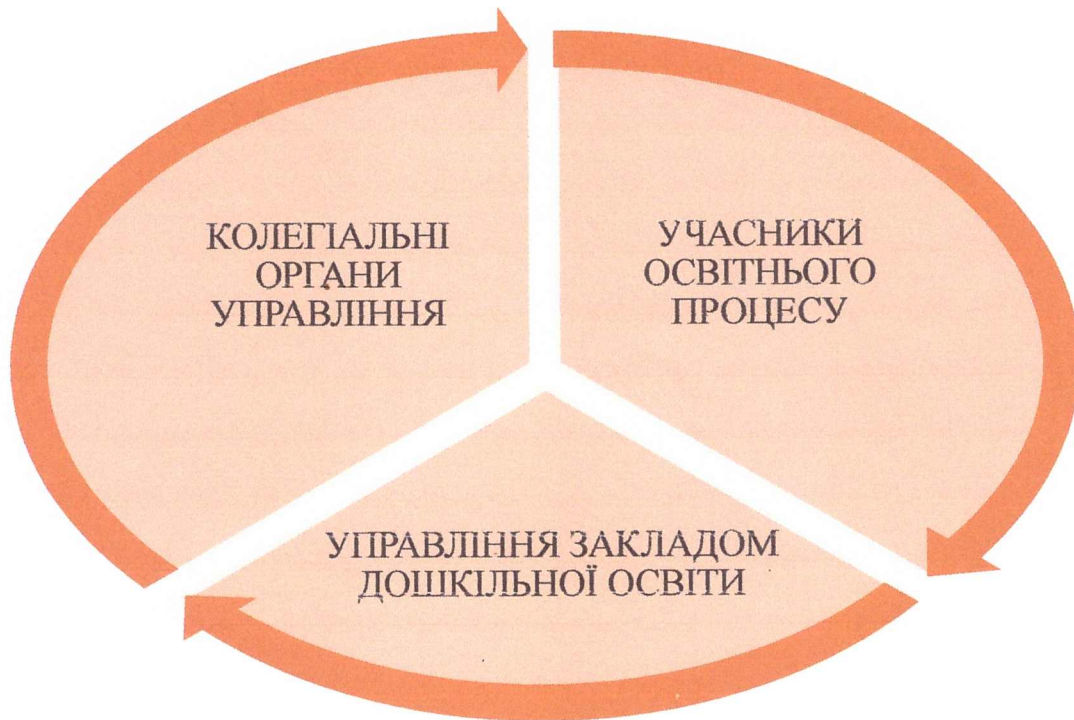 КОЛЕГІАЛЬНІ
ОРГАНИ
УПРАВЛІННЯ
УЧАСНИКИ
ОСВІТНЬОГО
ПРОЦЕСУ
УПРАВЛІННЯ ЗАКЛАДОМ
ДОШКІЛЬНОЇ ОСВІТИ